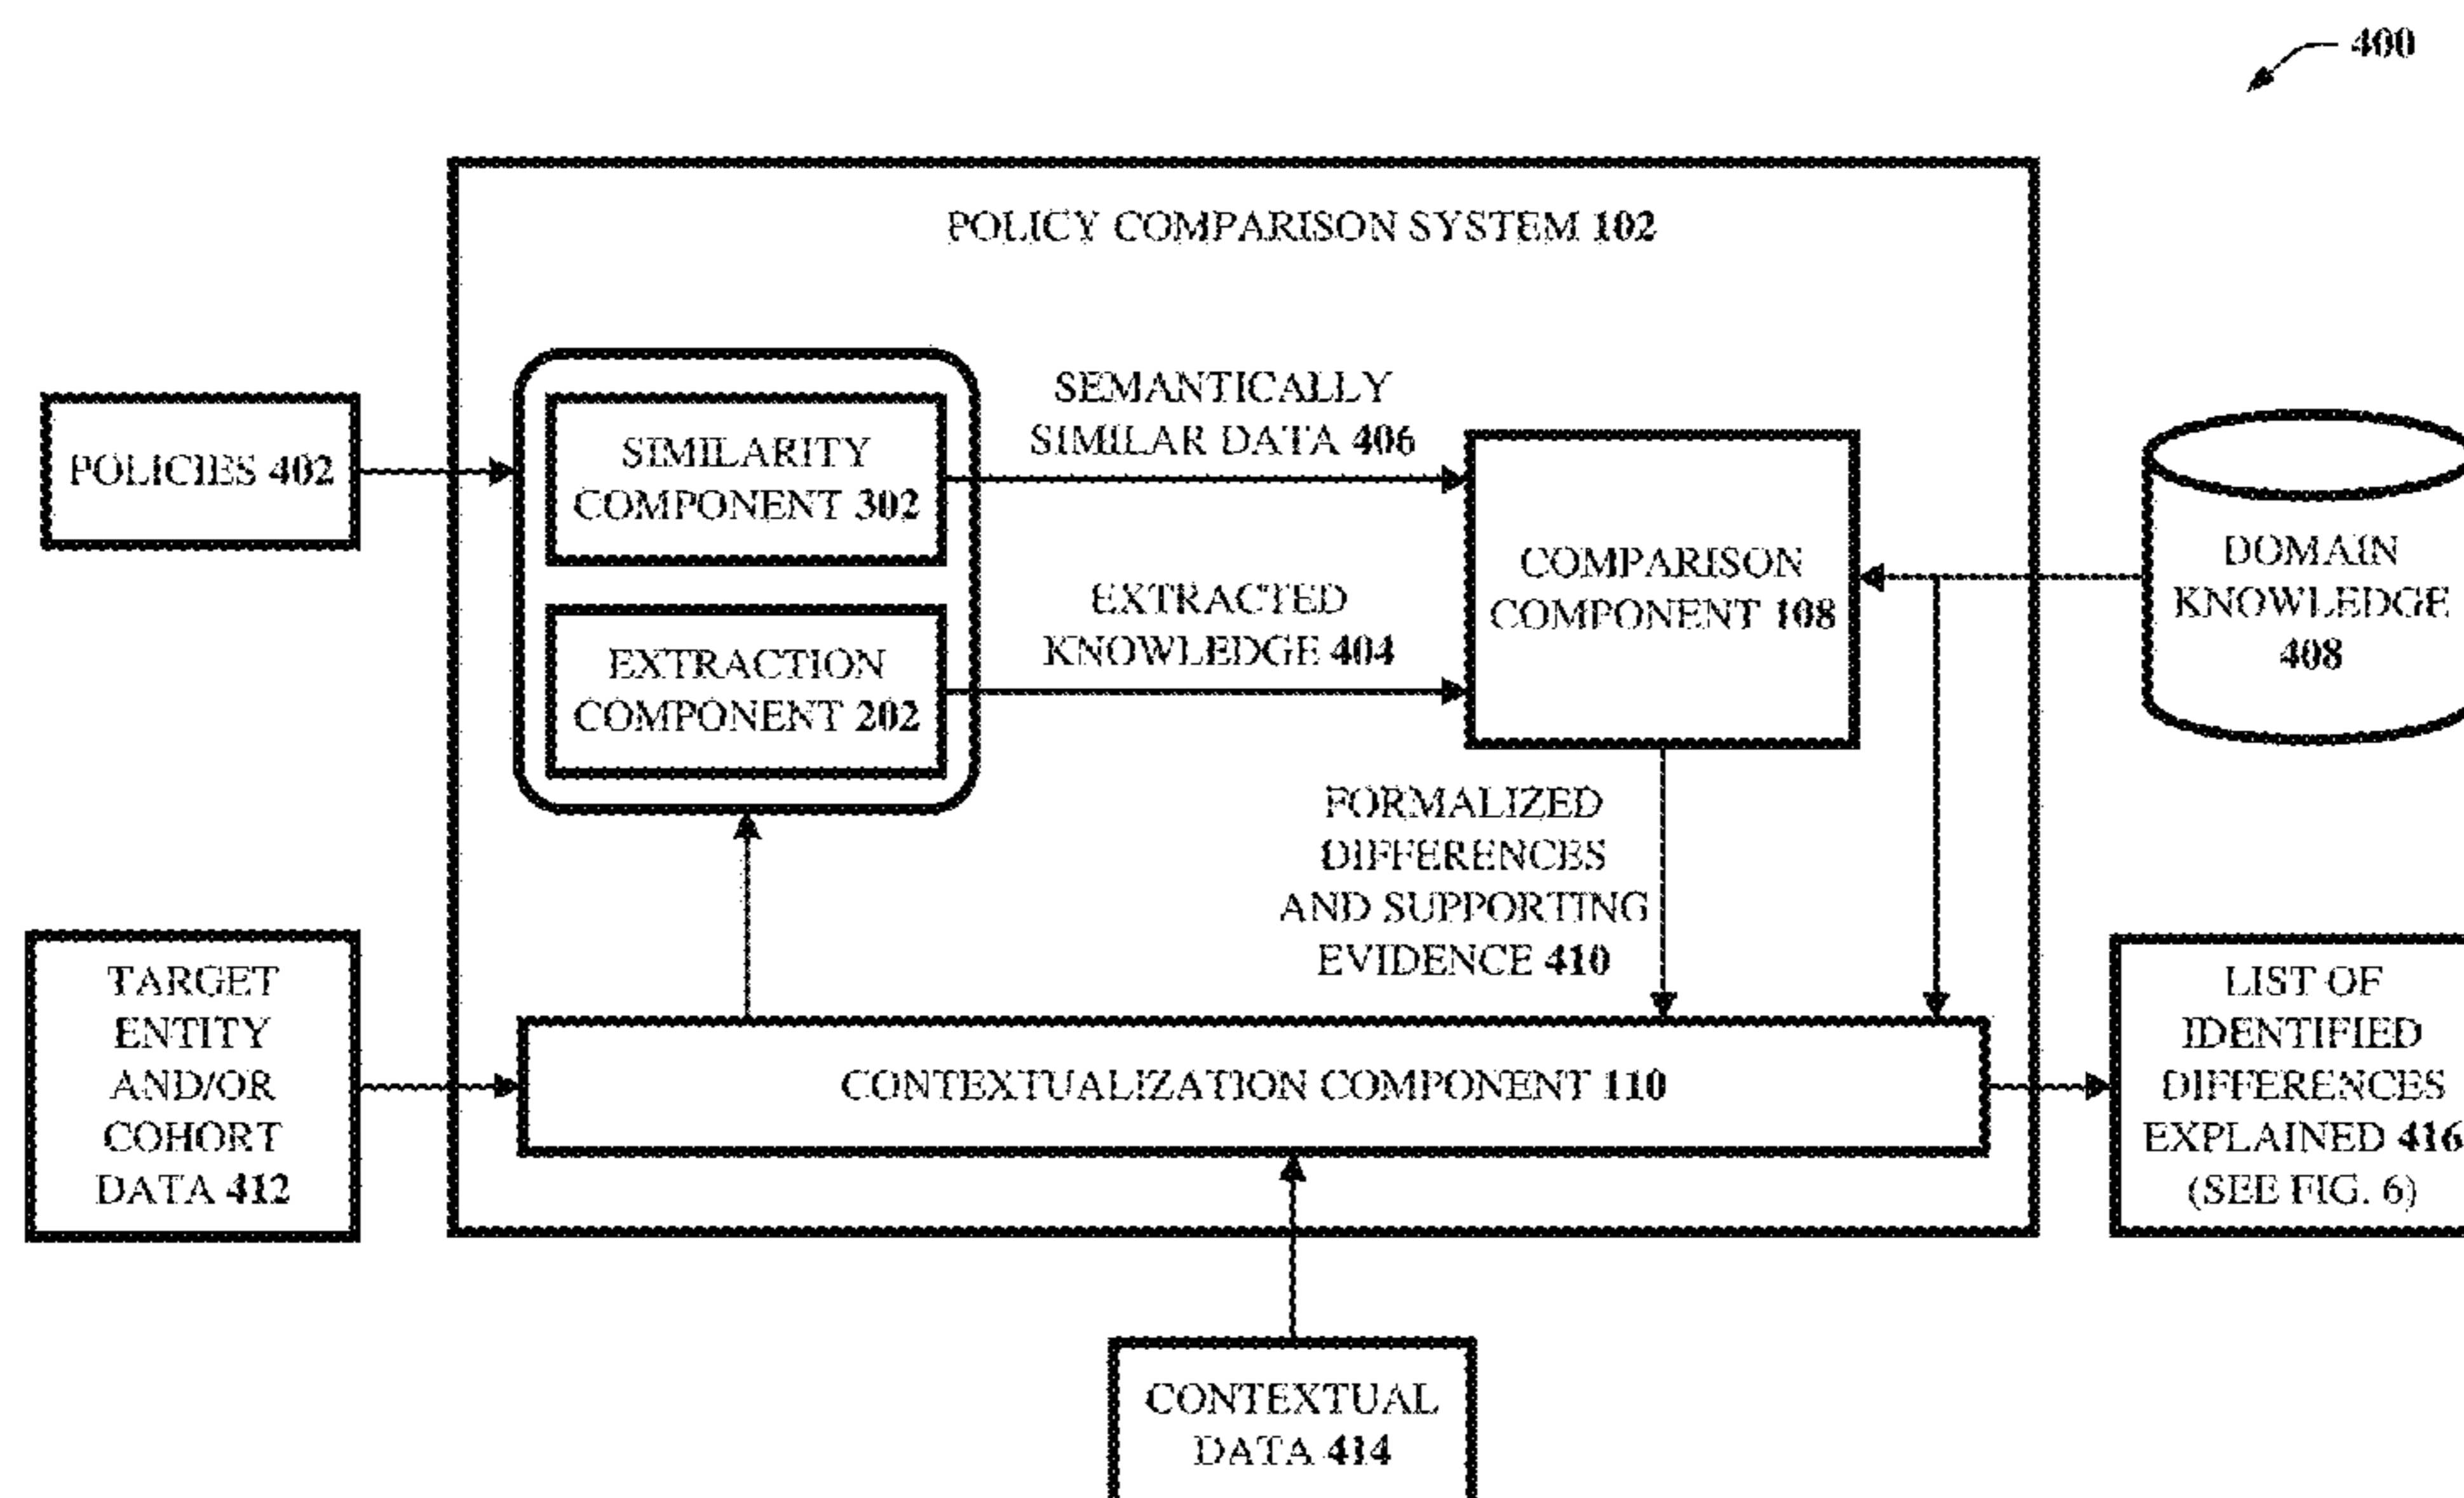 400
POLICY COMPARISON SYSTEM 102
POLICIES 402
SIMILARITY
COMPONENT 302
SEMANTICALLY
SIMILAR DATA 406
EXTRACTION
COMPONENT 202
EXTRACTED
KNOWLEDGE 404
COMPARISON
COMPONENT 108
DOMAIN
KNOWLEDGE
408
FORMALIZED
DIFFERENCES
AND SUPPORTING
EVIDENCE 410
TARGET
ENTITY
AND/OR
COHORT
DATA 412
CONTEXTUALIZATION COMPONENT 110
LIST OF
IDENTIFIED
DIFFERENCES
EXPLAINED 416
(SEE FIG. 6)
CONTEXTUAL
DATA 414